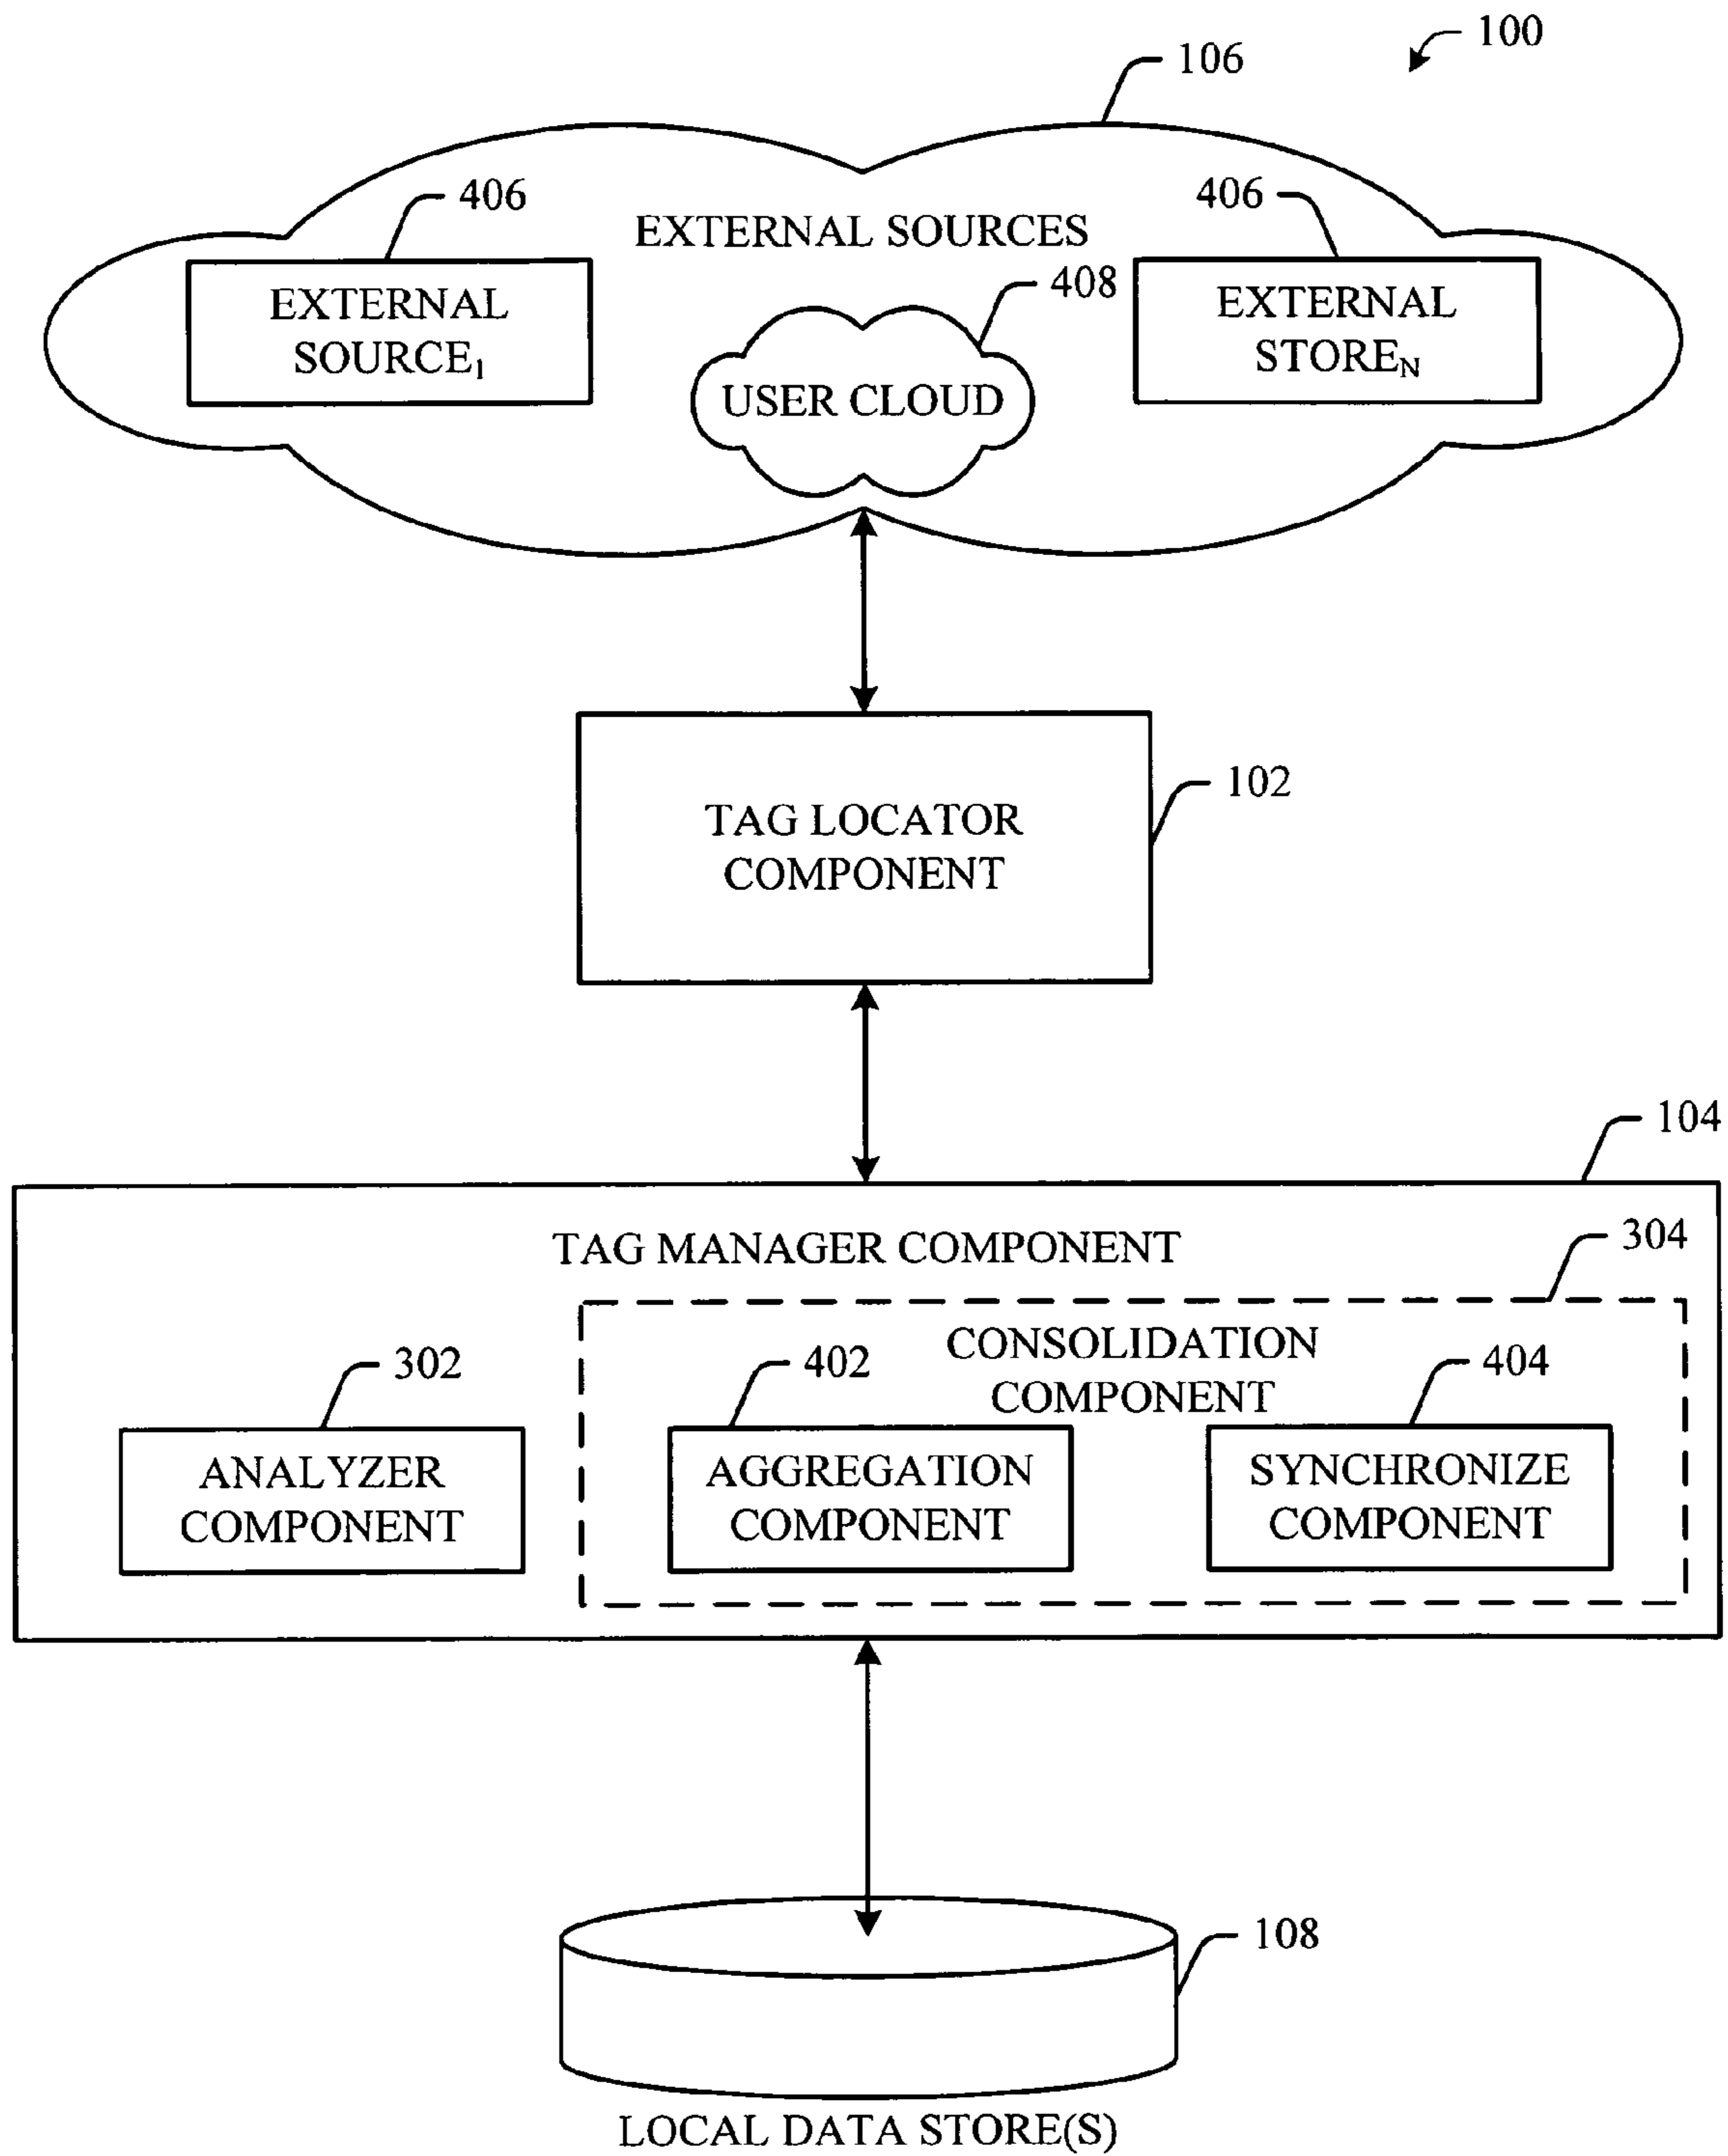 100
106
406
406
EXTERNAL SOURCES
408
EXTERNAL
SOURCE1
EXTERNAL
STOREN
USER CLOUD
102
TAG LOCATOR
COMPONENT
104
TAG MANAGER COMPONENT
304
CONSOLIDATION
COMPONENT
302
402
404
ANALYZER
COMPONENT
AGGREGATION
COMPONENT
SYNCHRONIZE
COMPONENT
108
LOCAL DATA STORE(S)